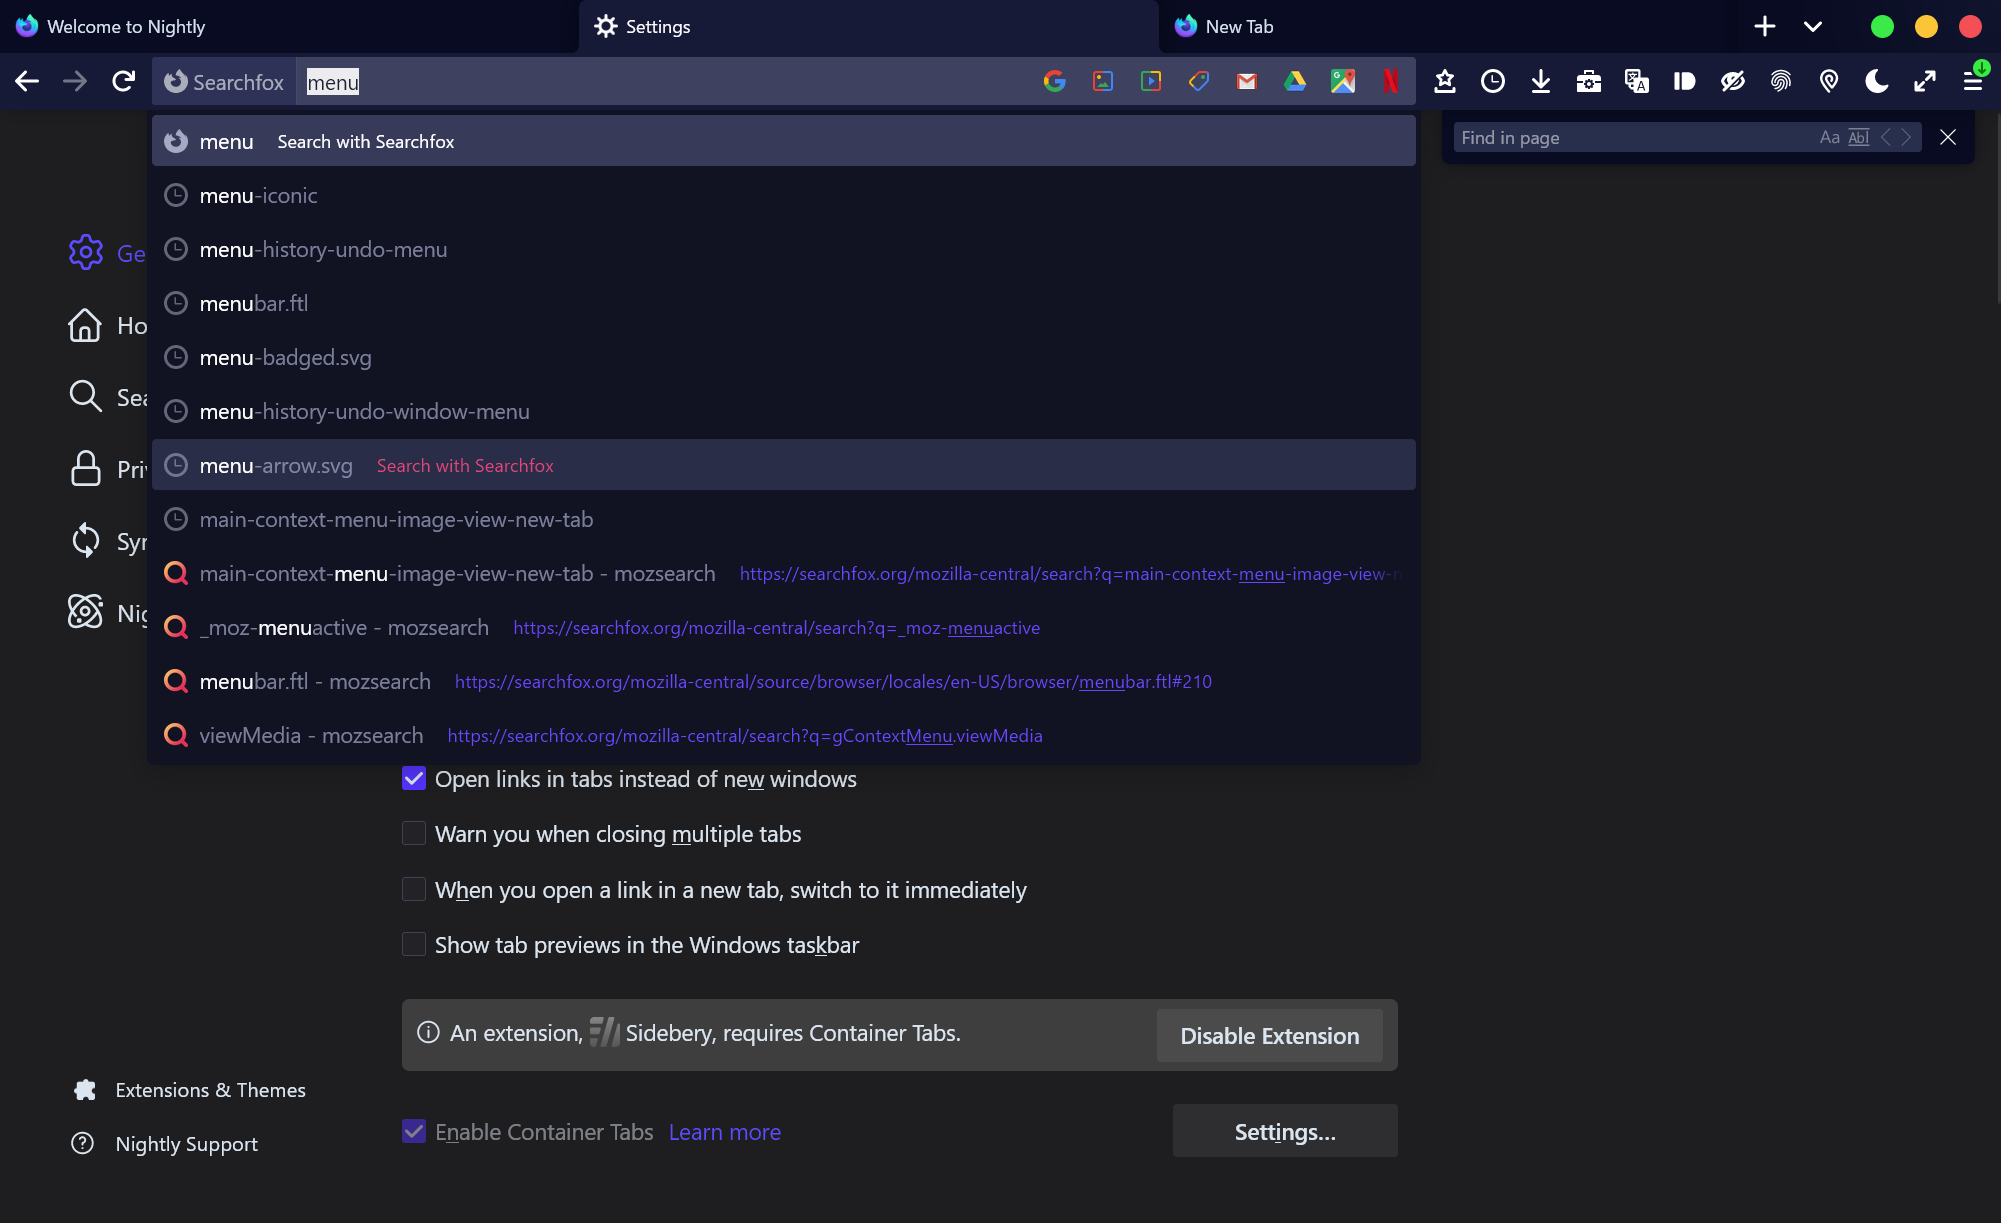 Welcome to Nightly
Settings
New Tab
Searchfox
menu
menu Search with Searchfox
Find in page
Aa
Abl
menu-iconic
menu-history-undo-menu
Ge
menubar.ftl
Ho
menu-badged.svg
Sea
menu-history-undo-window-menu
Pri
menu-arrow.svg Search with Searchfox
main-context-menu-image-view-new-tab
Syn
main-context-menu-image-view-new-tab - mozsearch https://searchfox.org/mozilla-central/search?q=main-context-menu-image-view-n
Nig
_moz-menuactive - mozsearch https://searchfox.org/mozilla-central/search?q=_moz-menuactive
menubar.ftl - mozsearch https://searchfox.org/mozilla-central/source/browser/locales/en-US/browser/menubar.ftl#210
viewMedia - mozsearch https://searchfox.org/mozilla-central/search?q=gContextMenu.viewMedia
Open links in tabs instead of new windows
Warn you when closing multiple tabs
When you open a link in a new tab, switch to it immediately
Show tab previews in the Windows taskbar
An extension, Sidebery, requires Container Tabs.
Disable Extension
Extensions & Themes
Enable Container Tabs Learn more
Settings...
Nightly Support